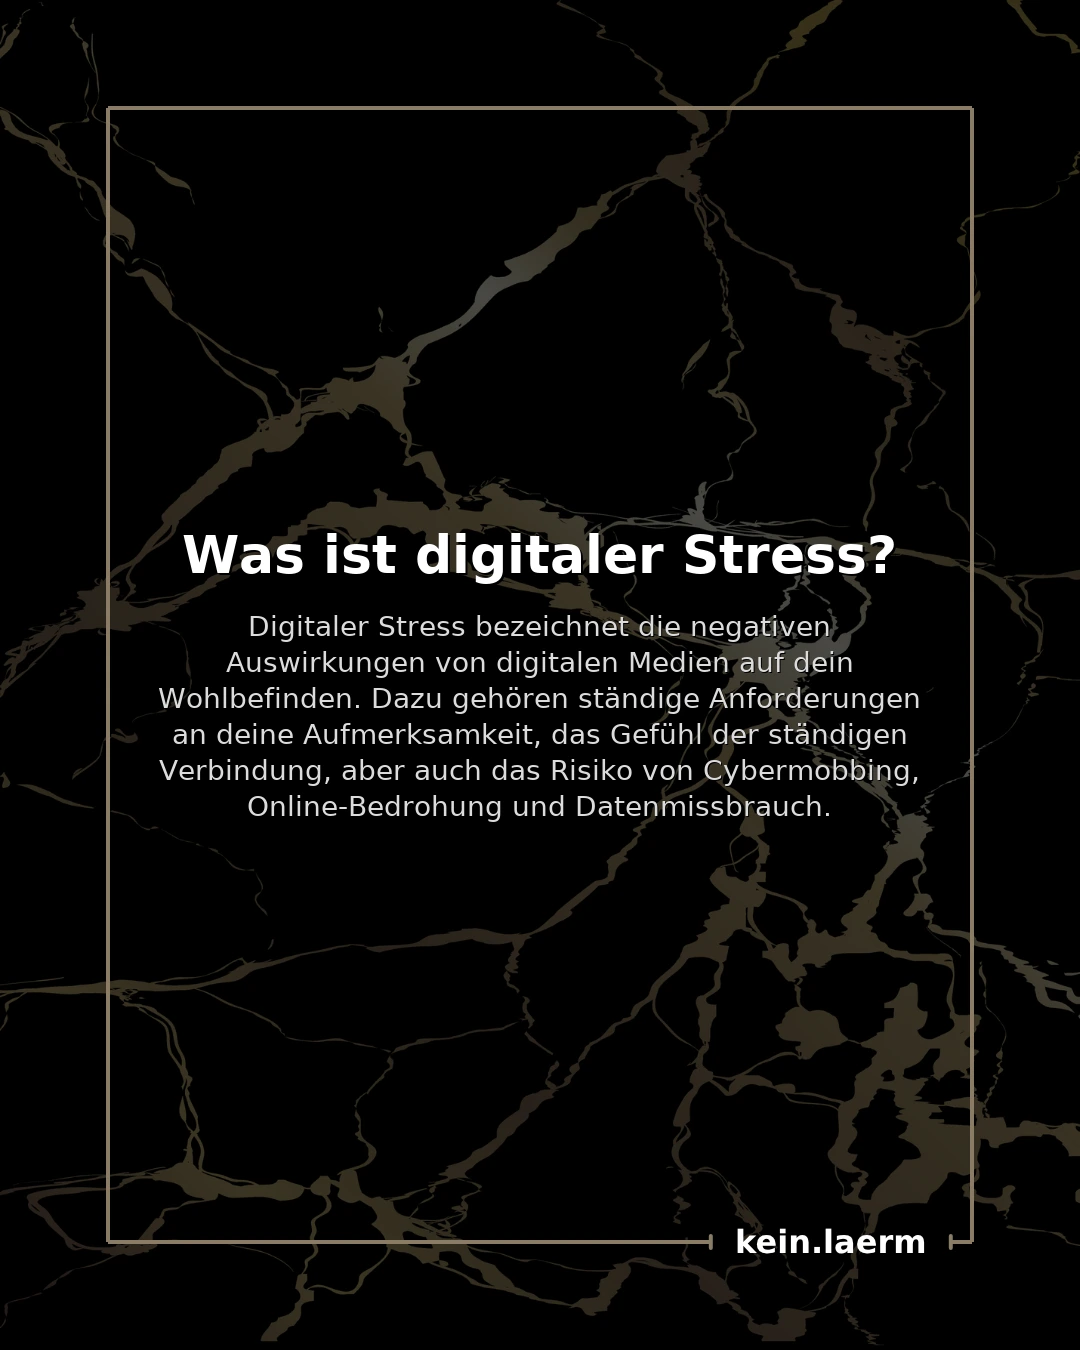 Was ist digitaler Stress?
Digitaler Stress bezeichnet die negativen
Auswirkungen von digitalen Medien auf dein
Wohlbefinden. Dazu gehören ständige Anforderungen
an deine Aufmerksamkeit, das Gefühl der ständigen
Verbindung, aber auch das Risiko von Cybermobbing,
Online-Bedrohung und Datenmissbrauch.
kein.laerm